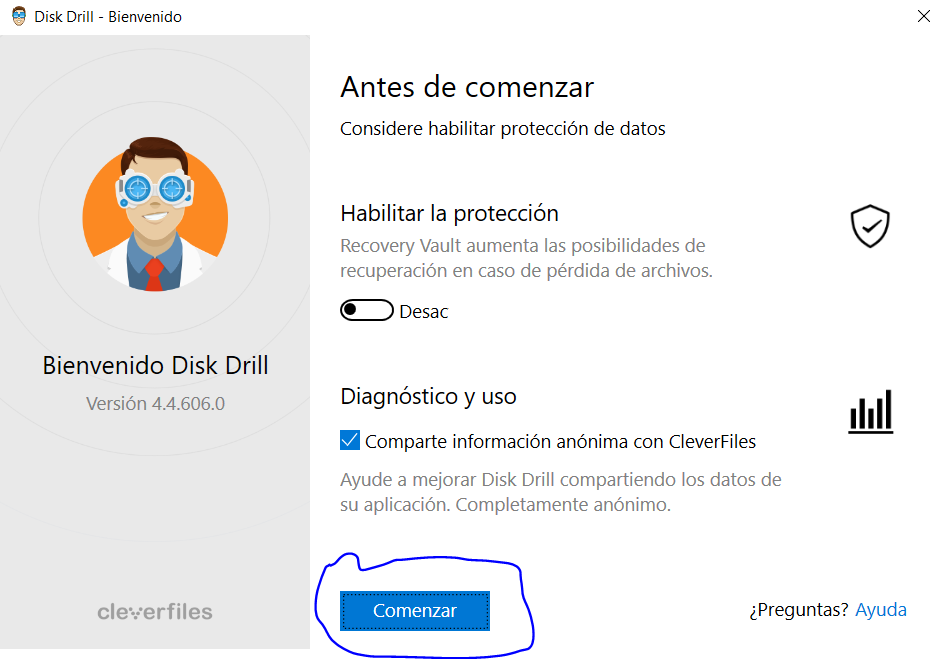 Disk Drill - Bienvenido
Bienvenido Disk Drill
Versión 4.4.606.0
cleverfiles
Antes de comenzar
Considere habilitar protección de datos
Habilitar la protección
Recovery Vault aumenta las posibilidades de
recuperación en caso de pérdida de archivos.
Desac
Diagnóstico y uso
Comparte información anónima con CleverFiles
Ayude a mejorar Disk Drill compartiendo los datos de
su aplicación. Completamente anónimo.
Comenzar
¿Preguntas? Ayuda